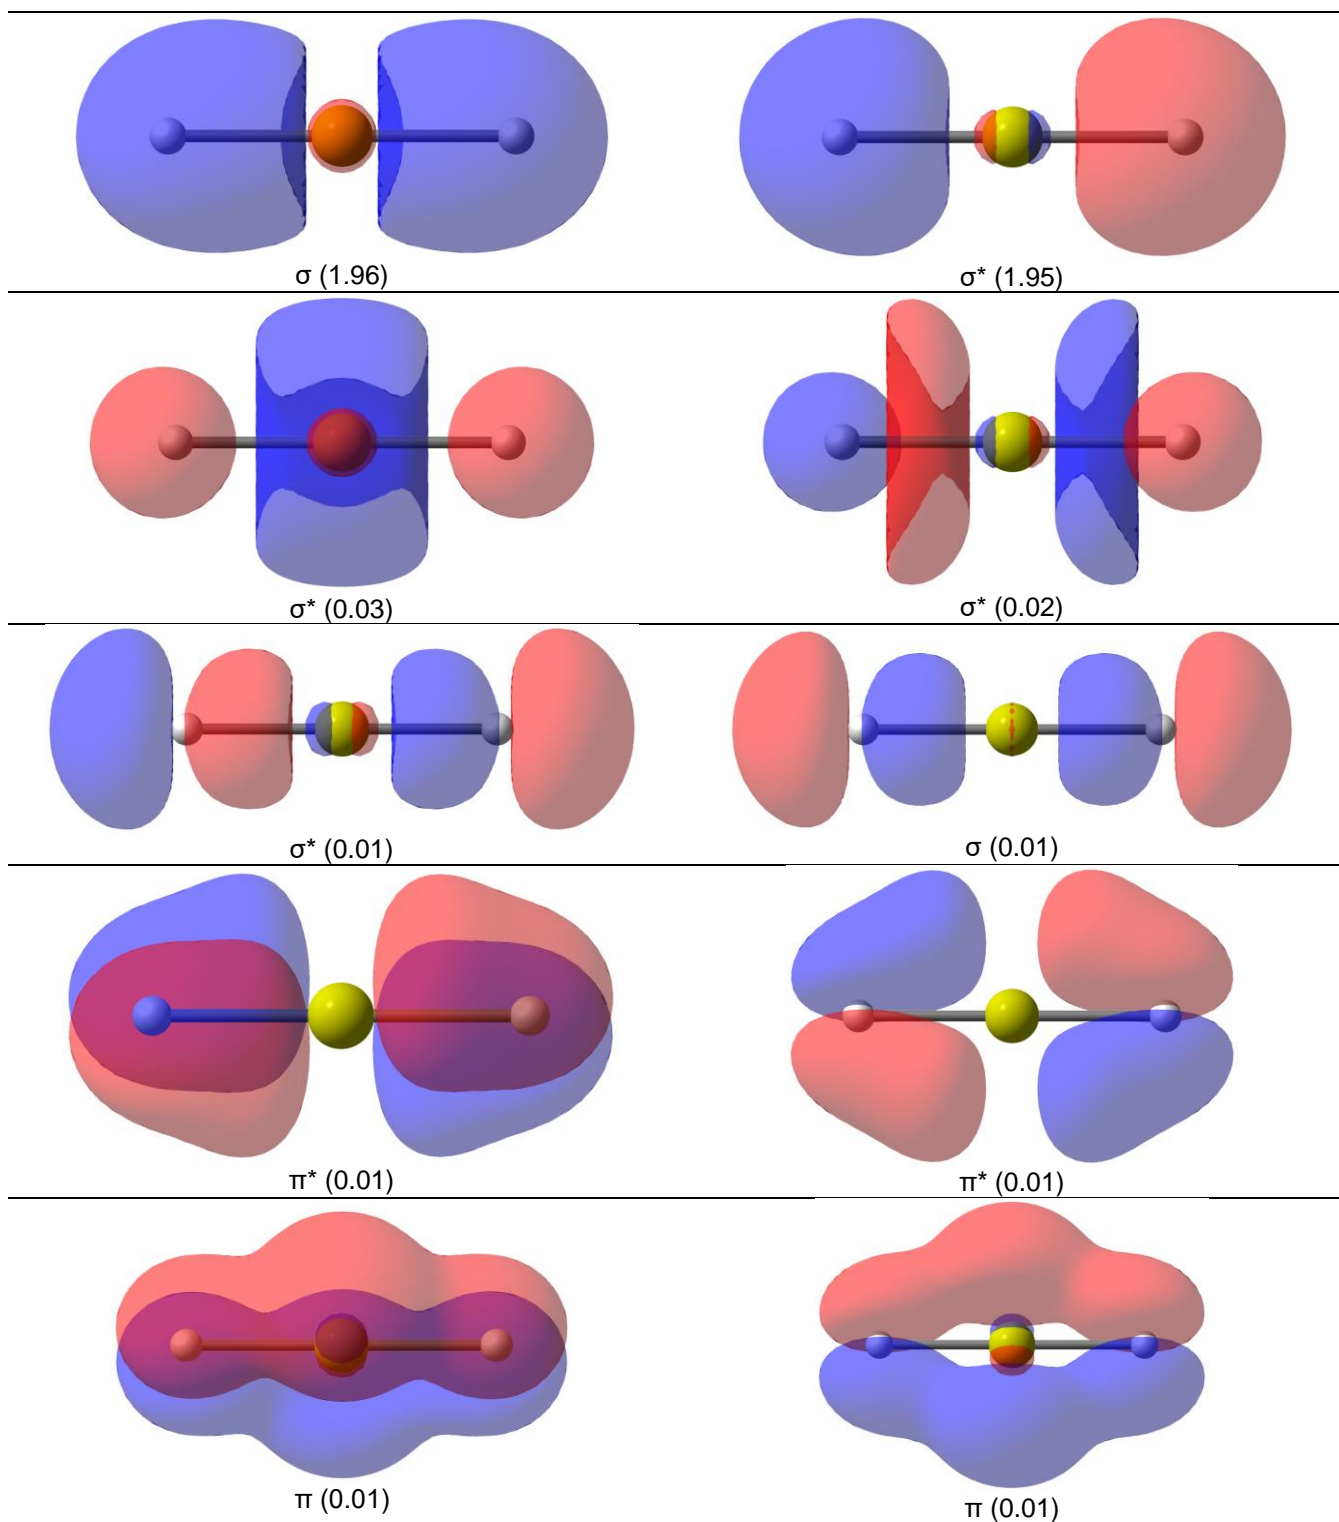 σ (1.96)
σ* (1.95)
σ* (0.03)
σ* (0.02)
σ* (0.01)
σ (0.01)
π* (0.01)
π* (0.01)
π (0.01)
π (0.01)